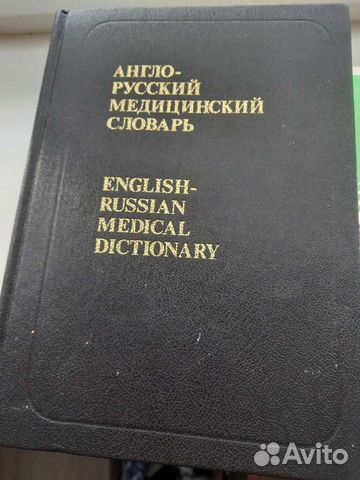 АНГЛО-
РУССКИЙ
МЕДИЦИНСКИЙ
СЛОВАРЬ
ENGLISH-
RUSSIAN
MEDICAL
DICTIONARY
Avito